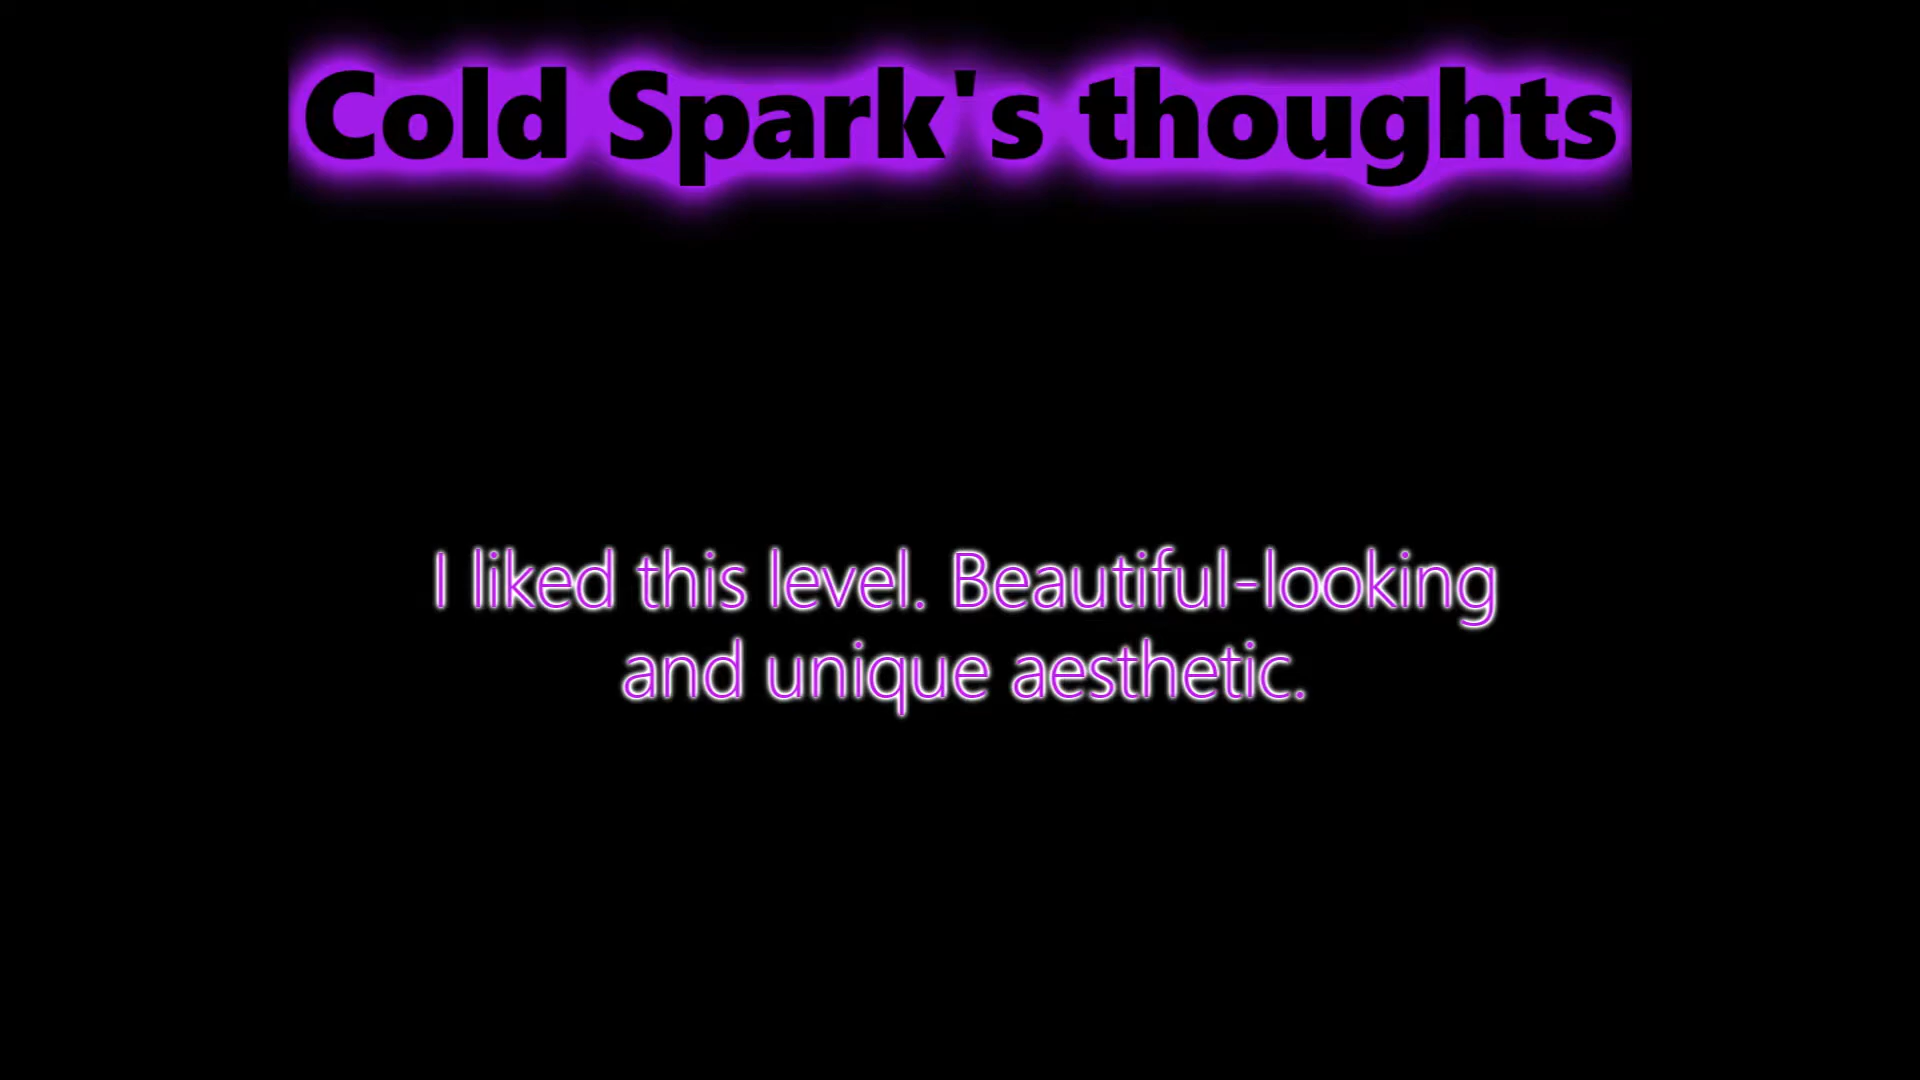 Cold Spark's thoughts
I liked this level. Beautiful-looking
and unique aesthetic.